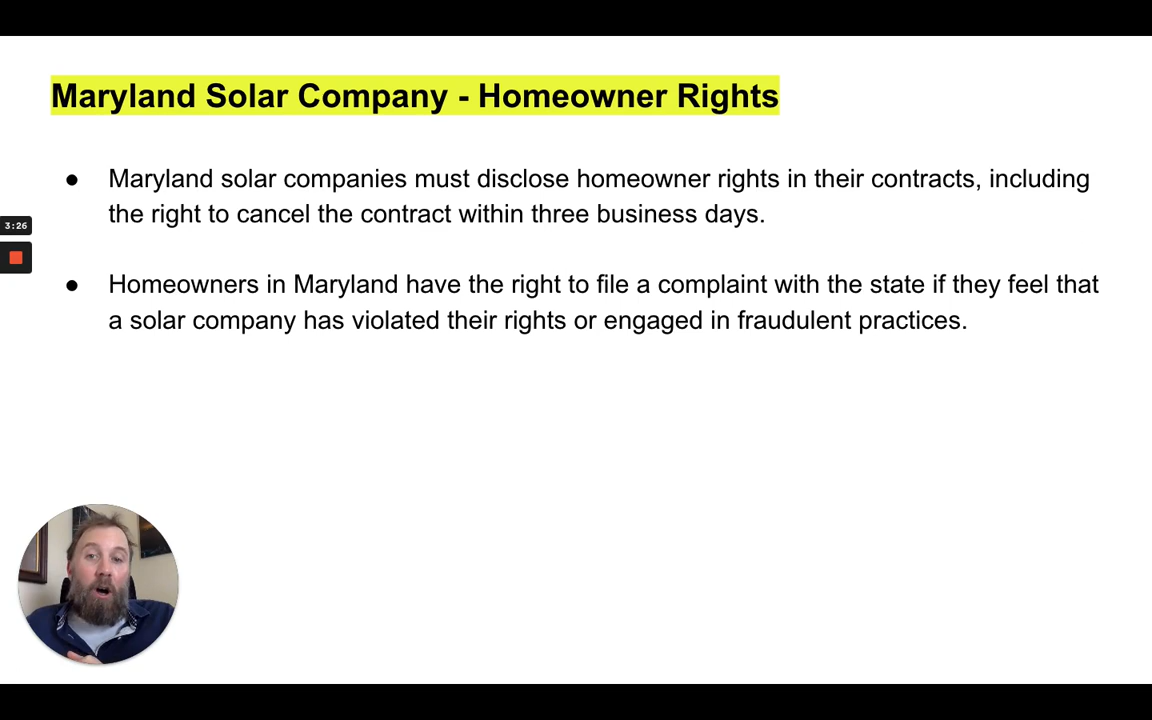 Maryland Solar Company - Homeowner Rights
● Maryland solar companies must disclose homeowner rights in their contracts, including
the right to cancel the contract within three business days.
3:26
● Homeowners in Maryland have the right to file a complaint with the state if they feel that
a solar company has violated their rights or engaged in fraudulent practices.